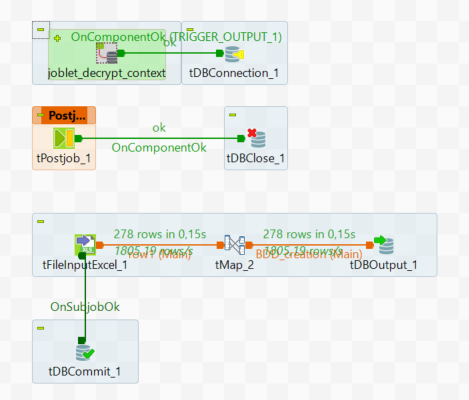 OnComponentOk (TRIGGER_OUTPUT_1)
ok
joblet_decrypt_context
tDBConnection_1
Postj...
ok
tPostjob_1
OnComponentOk
tDBClose_1
278 rows in 0,15s
278 rows in 0,15s
1805,19 rows/s
1805,19 rows/s
row1 (Main)
BDD_creation (Main)
tFileInputExcel_1
tMap_2
tDBOutput_1
OnSubjobOk
tDBCommit_1